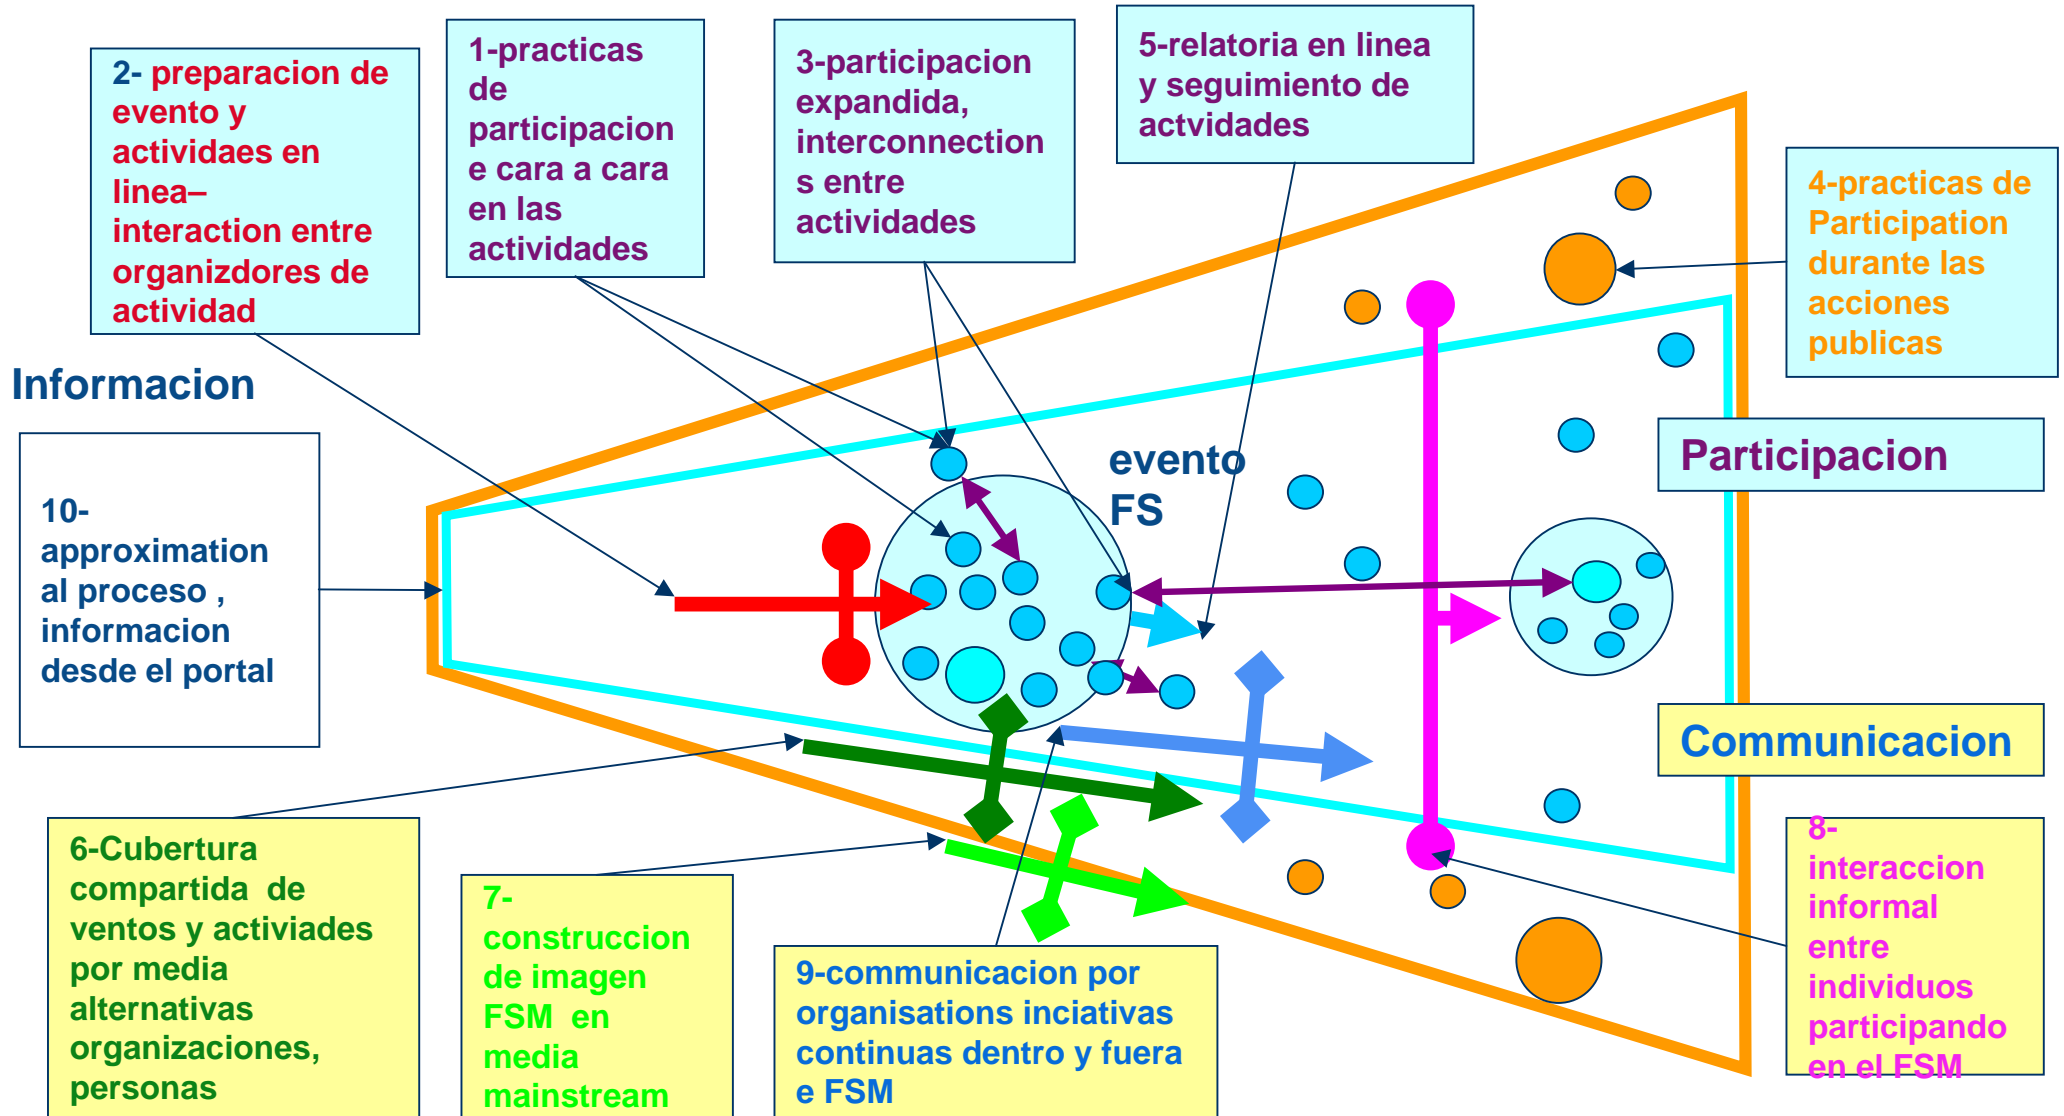 2- preparacion de
evento y
actividaes en
linea–
interaction entre
organizdores de
actividad
1-practicas
de
participacion
e cara a cara
en las
actividades
3-participacion
expandida,
interconnection
s entre
actividades
5-relatoria en linea
y seguimiento de
actvidades
4-practicas de
Participation
durante las
acciones
publicas
Informacion
evento
FS
Participacion
10-
approximation
al proceso ,
informacion
desde el portal
Communicacion
6-Cubertura
compartida de
ventos y activiades
por media
alternativas
organizaciones,
personas
7-
construccion
de imagen
FSM en
media
mainstream
9-communicacion por
organisations inciativas
continuas dentro y fuera
e FSM
8-
interaccion
informal
entre
individuos
participando
en el FSM